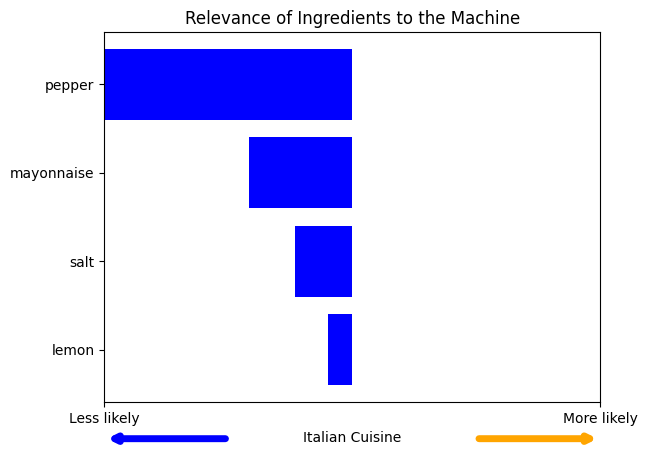 Relevance of Ingredients to the Machine
pepper
mayonnaise
salt
lemon
Less likely
More likely
Italian Cuisine